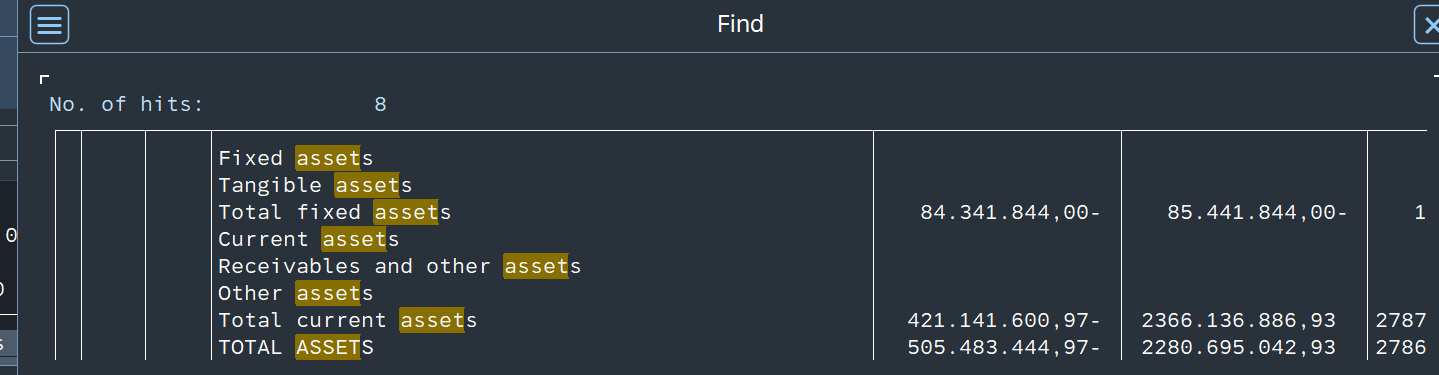 Find
No. of hits: 8
Fixed assets
Tangible assets
Total fixed assets 84.341.844,00- 85.441.844,00- 1
0
Current assets
Receivables and other assets
Other assets
Total current assets 421.141.600,97- 2366.136.886,93 2787
TOTAL ASSETS 505.483.444,97- 2280.695.042,93 2786